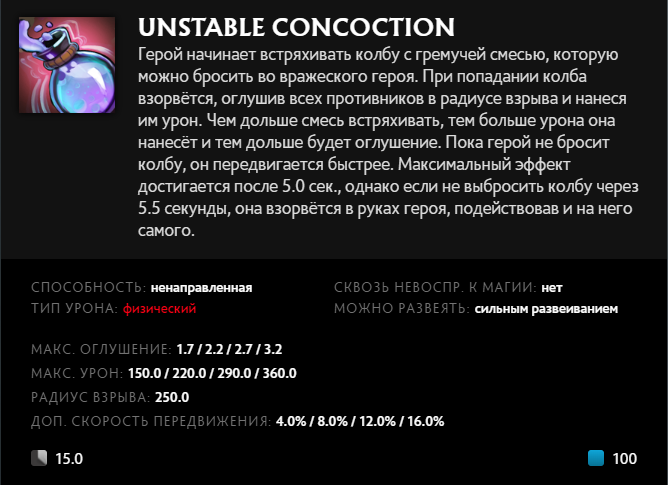 UNSTABLE CONCOCTION
Герой начинает встряхивать колбу с гремучей смесью, которую
можно бросить во вражеского героя. При попадании колба
взорвётся, оглушив всех противников в радиусе взрыва и нанеся
им урон. Чем дольше смесь встряхивать, тем больше урона она
нанесёт и тем дольше будет оглушение. Пока герой не бросит
колбу, он передвигается быстрее. Максимальный эффект
достигается после 5.0 сек., однако если не выбросить колбу через
5.5 секунды, она взорвётся в руках героя, подействовав и на него
самого.
СПОСОБНОСТЬ: ненаправленная
ТИП УРОНА: физический
СКВОЗЬ НЕВОСПР. К МАГИИ: нет
МОЖНО РАЗВЕЯТЬ: сильным развеиванием
МАКС. ОГЛУШЕНИЕ: 1.7 / 2.2 / 2.7 / 3.2
МАКС. УРОН: 150.0 / 220.0 / 290.0 / 360.0
РАДИУС ВЗРЫВА: 250.0
ДОП. СКОРОСТЬ ПЕРЕДВИЖЕНИЯ: 4.0% / 8.0% / 12.0% / 16.0%
15.0
100